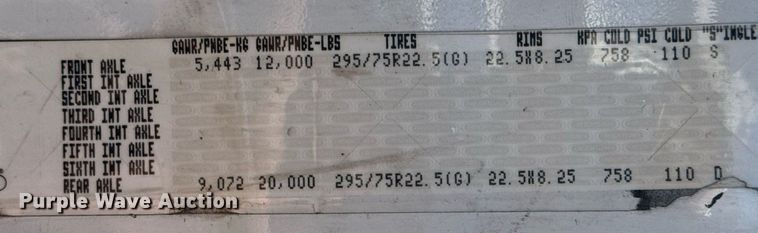 GAWR/PNBE-KG GAWR/PNBE-LBS TIRES RIMS KPA COLD PSI COLD "S"INGLE
FRONT AXLE 5,443 12,000 295/75R22.5(G) 22.5X8.25 758 110 S
FIRST INT AXLE
SECOND INT AXLE
THIRD INT AXLE
FOURTH INT AXLE
FIFTH INT AXLE
SIXTH INT AXLE
REAR AXLE 9,072 20,000 295/75R22.5(G) 22.5X8.25 758 110 D
Purple Wave Auction